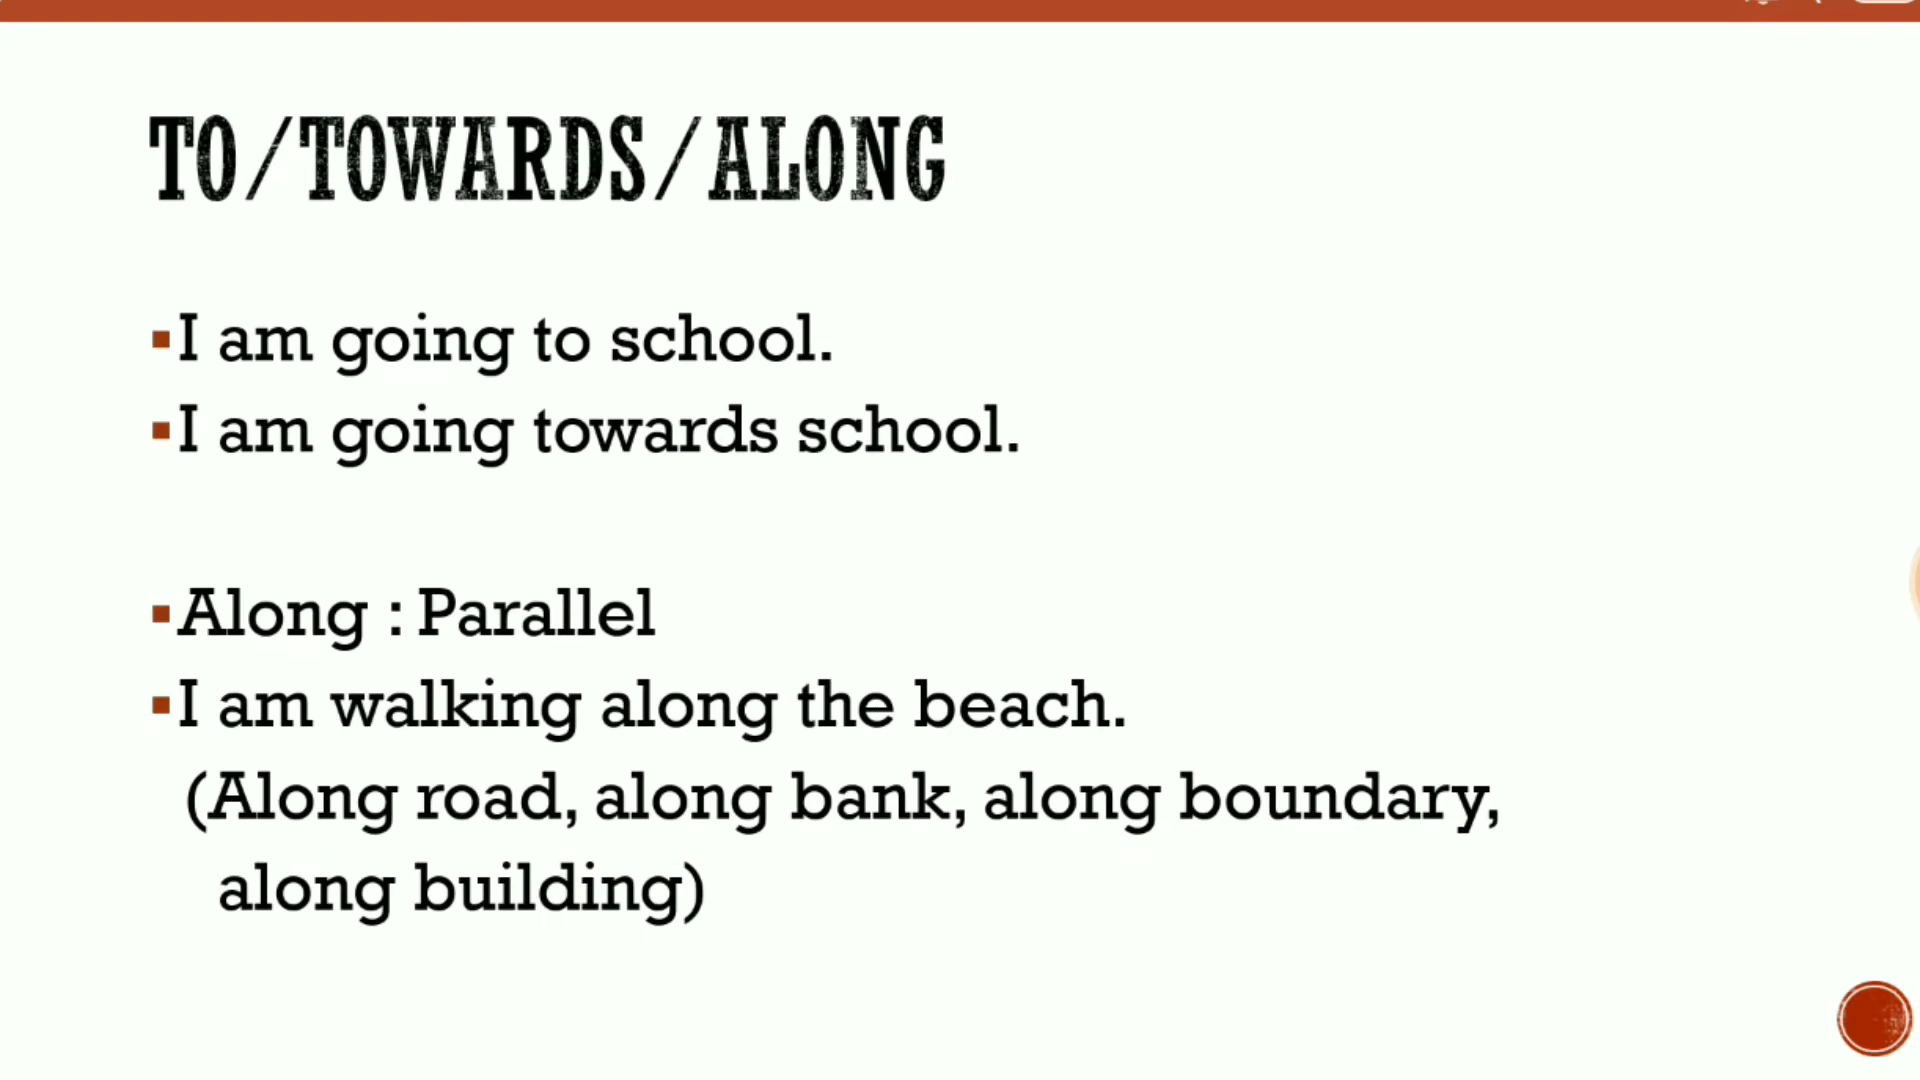 TO/TOWARDS/ALONG
▪I am going to school.
▪I am going towards school.
▪Along : Parallel
▪I am walking along the beach.
(Along road, along bank, along boundary,
along building)